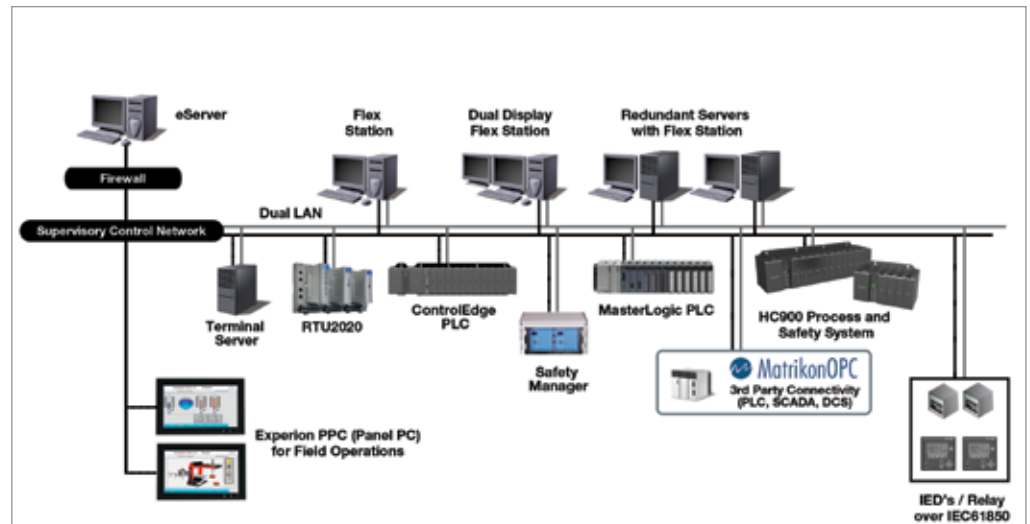 eServer
Flex
Station
Dual Display
Flex Station
Redundant Servers
with Flex Station
Firewall
Dual LAN
Supervisory Control Network
Terminal
Server
RTU2020
ControlEdge
PLC
Safety
Manager
MasterLogic PLC
HC900 Process and
Safety System
MatrikonOPC
3rd Party Connectivity
(PLC, SCADA, DCS)
Experion PPC (Panel PC)
for Field Operations
IED's / Relay
over IEC61850